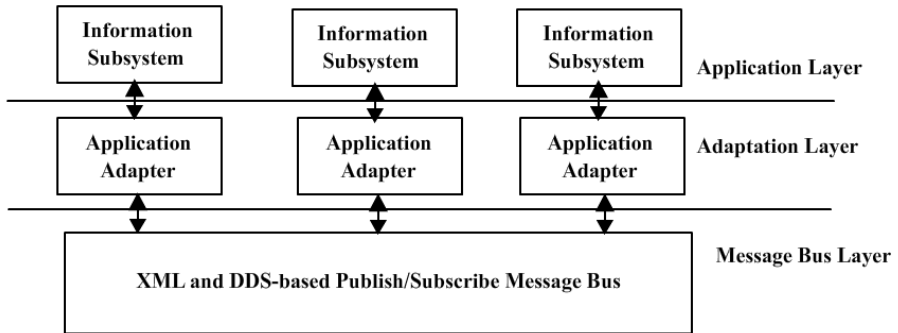 Information
Subsystem
Information
Subsystem
Information
Subsystem
Application Layer
Application
Adapter
Application
Adapter
Application
Adapter
Adaptation Layer
XML and DDS-based Publish/Subscribe Message Bus
Message Bus Layer